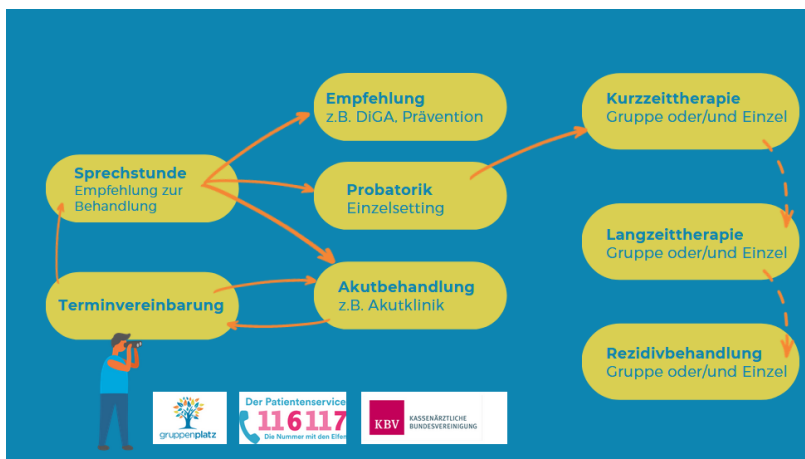 Empfehlung
z.B. DiGA, Prävention
Kurzzeittherapie
Gruppe oder/und Einzel
Sprechstunde
Empfehlung zur
Behandlung
Probatorik
Einzelsetting
Langzeittherapie
Gruppe oder/und Einzel
Terminvereinbarung
Akutbehandlung
z.B. Akutklinik
Rezidivbehandlung
Gruppe oder/und Einzel
gruppenplatz
Der Patientenservice
116117
Die Nummer mit den Elfen
KBV
KASSENÄRZTLICHE
BUNDESVEREINIGUNG